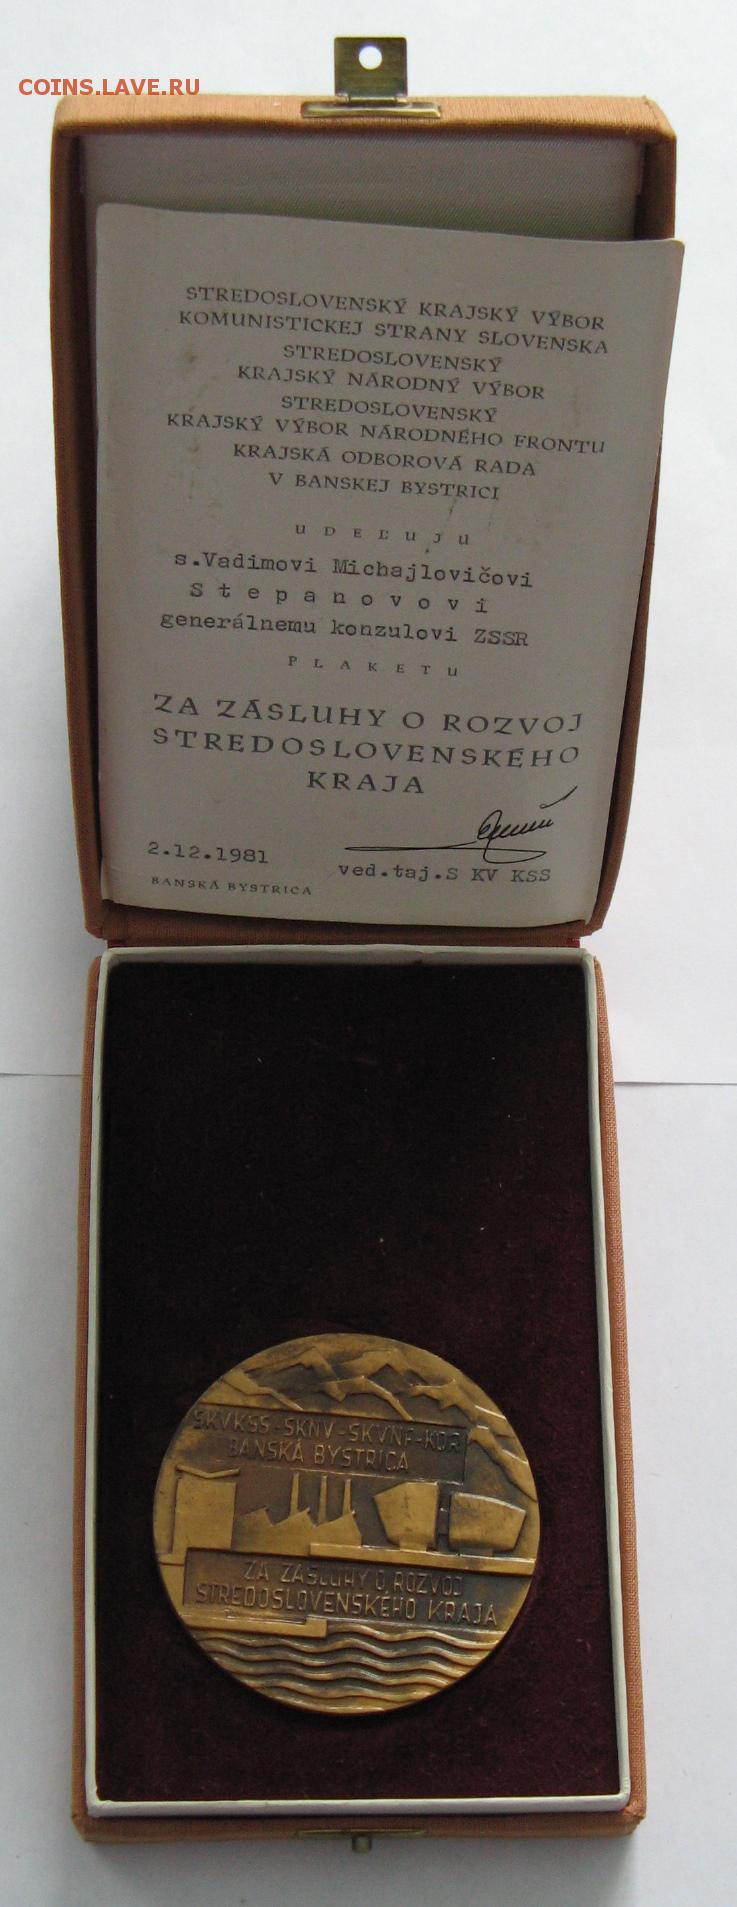 COINS.LAVE.RU
STREDOSLOVENSKÝ KRAJSKÝ VÝBOR
KOMUNISTICKEJ STRANY SLOVENSKA
STREDOSLOVENSKÝ
KRAJSKÝ NÁRODNÝ VÝBOR
STREDOSLOVENSKÝ
KRAJSKÝ VÝBOR NÁRODNÉHO FRONTU
KRAJSKÁ ODBOROVÁ RADA
V BANSKEJ BYSTRICI
UDEĽUJU
s.Vadimovi Michajlovičovi
Stepanovovi
generálnemu konzulovi ZSSR
PLAKETU
ZA ZÁSLUHY O ROZVOJ
STREDOSLOVENSKÉHO
KRAJA
2.12.1981
ved.taj.S KV KSS
BANSKÁ BYSTRICA
SKVKSS-SKNV-SKVNF-KOR
BANSKÁ BYSTRICA
ZA ZÁSLUHY O ROZVOJ
STREDOSLOVENSKÉHO KRAJA